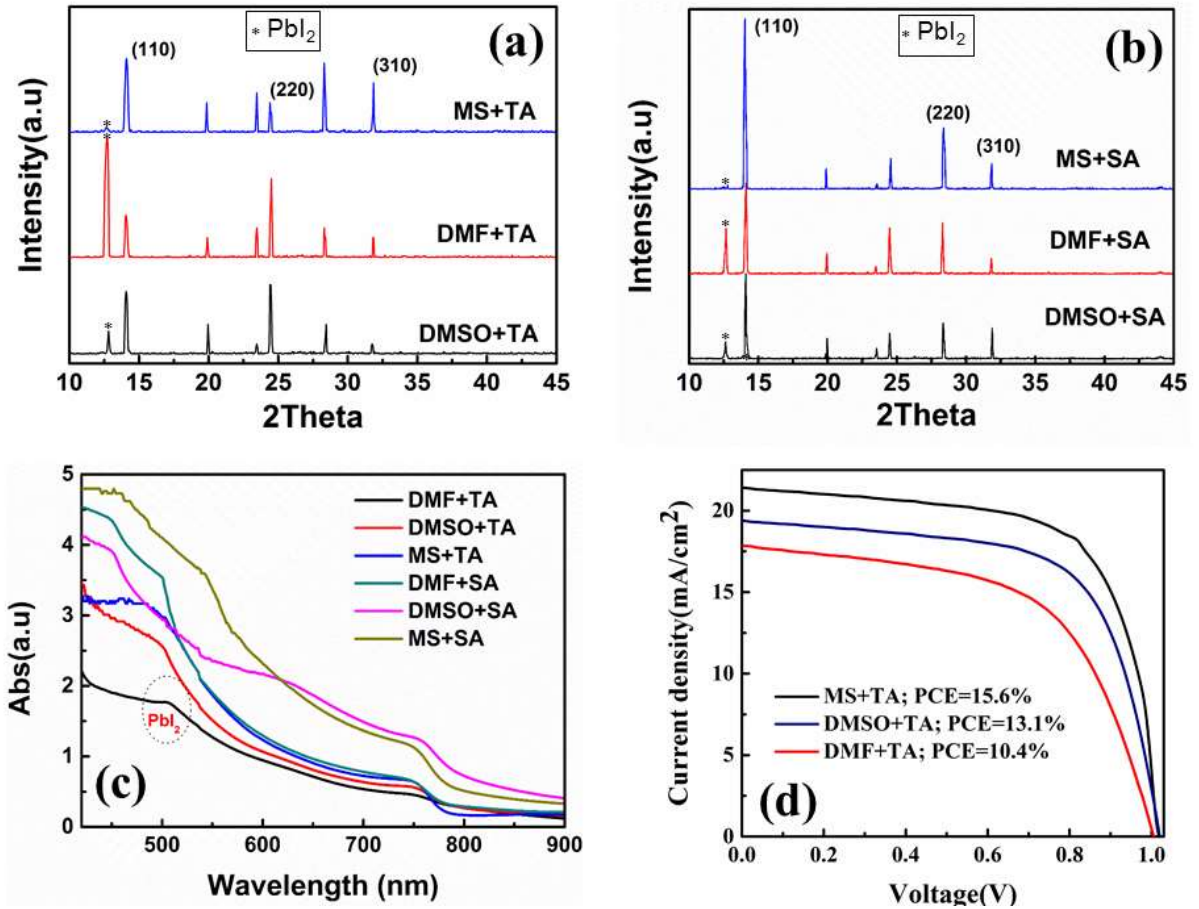 (a)
* PbI2
(110)
(220)
(310)
MS+TA
*
*
DMF+TA
*
DMSO+TA
Intensity(a.u)
10 15 20 25 30 35 40 45
2Theta
(b)
* PbI2
(110)
(220)
(310)
MS+SA
*
DMF+SA
*
DMSO+SA
*
Intensity(a.u)
10 15 20 25 30 35 40 45
2Theta
5
4
3
2
1
0
Abs(a.u)
DMF+TA
DMSO+TA
MS+TA
DMF+SA
DMSO+SA
MS+SA
PbI2
(c)
500 600 700 800 900
Wavelength (nm)
20
15
10
5
0
Current density(mA/cm2)
MS+TA; PCE=15.6%
DMSO+TA; PCE=13.1%
DMF+TA; PCE=10.4%
(d)
0.0 0.2 0.4 0.6 0.8 1.0
Voltage(V)